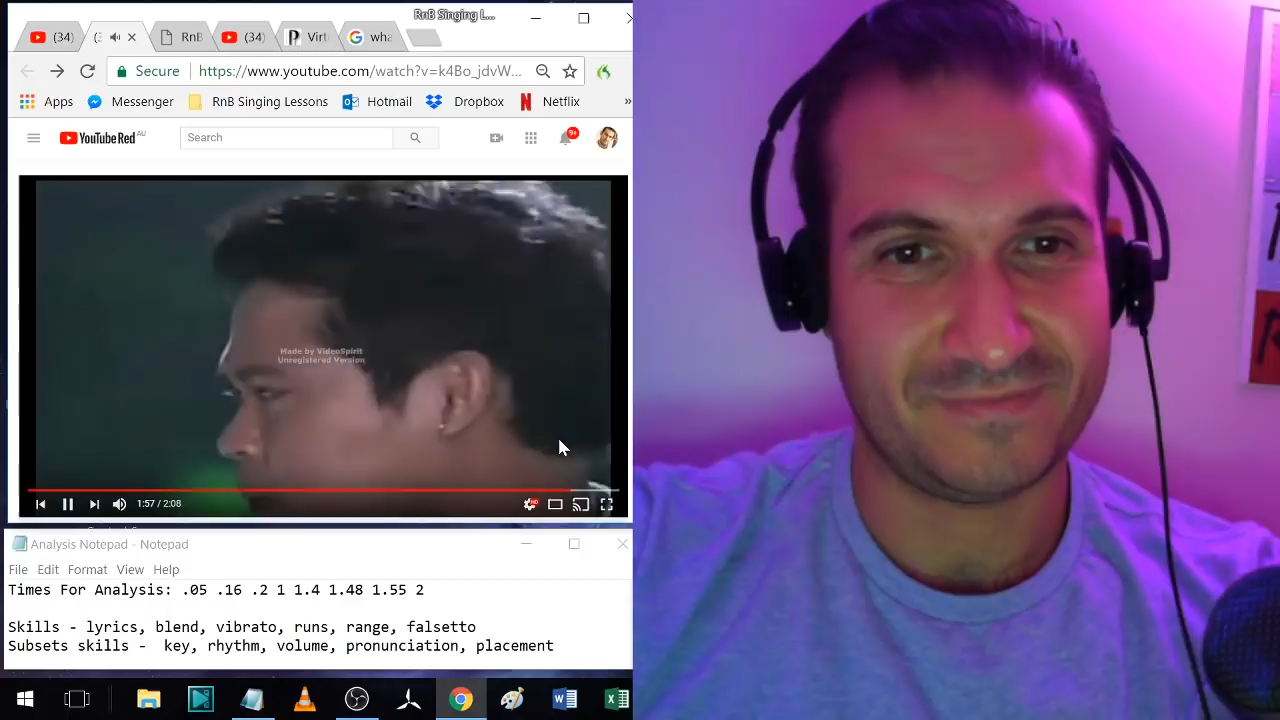 RnB Singing L...
(34)
RnB
(34)
Virt
wha
Secure
https://www.youtube.com/watch?v=k4Bo_jdvW...
Apps
Messenger
RnB Singing Lessons
Hotmail
Dropbox
Netflix
»
YouTube Red AU
Search
9+
Made by VideoSpirit
Unregistered Version
1:57 / 2:08
HD
Analysis Notepad - Notepad
File Edit Format View Help
Times For Analysis: .05 .16 .2 1 1.4 1.48 1.55 2
Skills - lyrics, blend, vibrato, runs, range, falsetto
Subsets skills - key, rhythm, volume, pronunciation, placement